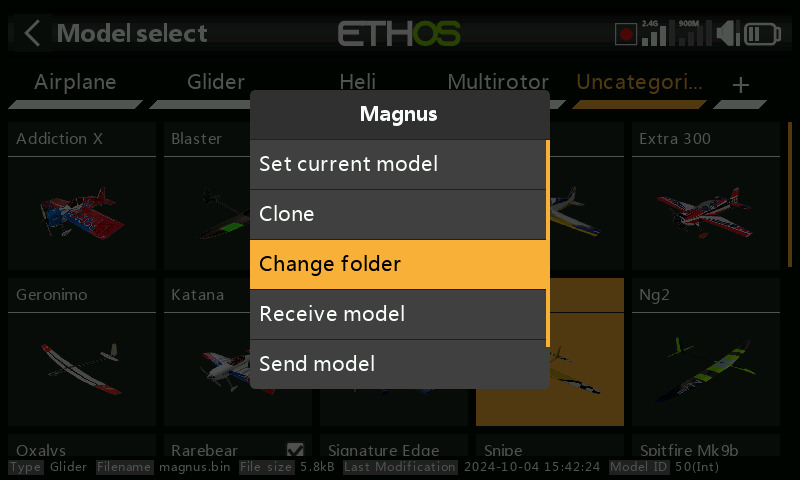 Model select
ETHOS
2.4G
900M
Airplane
Glider
Heli
Multirotor
Uncategori...
+
Magnus
Set current model
Clone
Change folder
Receive model
Send model
Addiction X
Blaster
Extra 300
Geronimo
Katana
Ng2
Oxalys
Rarebear
Signature Edge
Snipe
Spitfire Mk9b
Type Glider Filename magnus.bin File size 5.8kB Last Modification 2024-10-04 15:42:24 Model ID 50(Int)